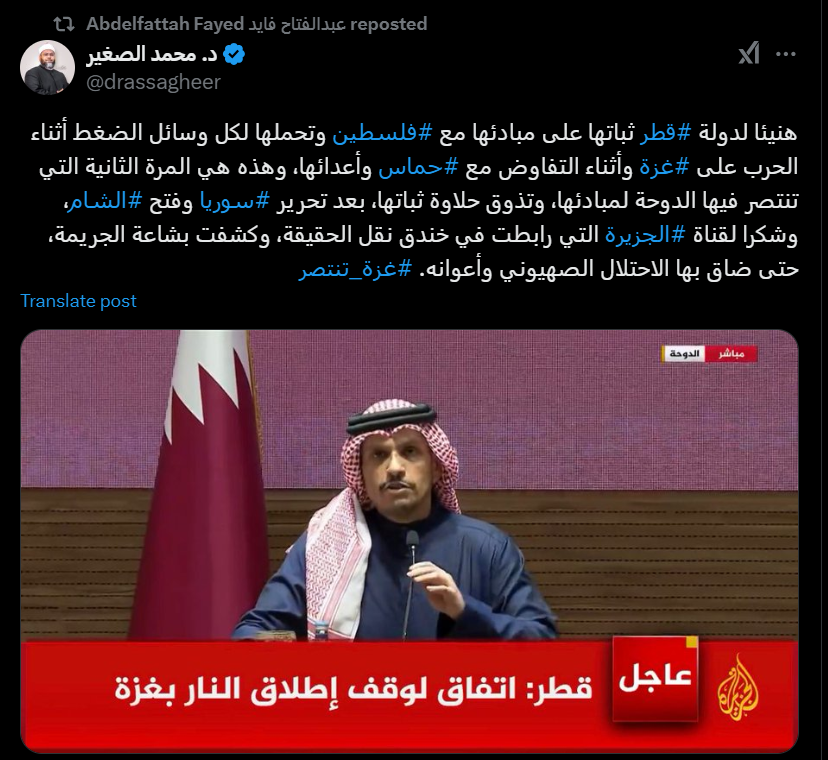 Abdelfattah Fayed عبدالفتاح فايد reposted
د. محمد الصغير
@drassagheer
هنيئا لدولة #قطر ثباتها على مبادئها مع #فلسطين وتحملها لكل وسائل الضغط أثناء
الحرب على #غزة وأثناء التفاوض مع #حماس وأعدائها، وهذه هي المرة الثانية التي
تنتصر فيها الدوحة لمبادئها، وتذوق حلاوة ثباتها، بعد تحرير #سوريا وفتح #الشام،
وشكرا لقناة #الجزيرة التي رابطت في خندق نقل الحقيقة، وكشفت بشاعة الجريمة،
حتى ضاق بها الاحتلال الصهيوني وأعوانه. #غزة_تنتصر
Translate post
مباشر الدوحة
عاجل
قطر: اتفاق لوقف إطلاق النار بغزة
الجزيرة